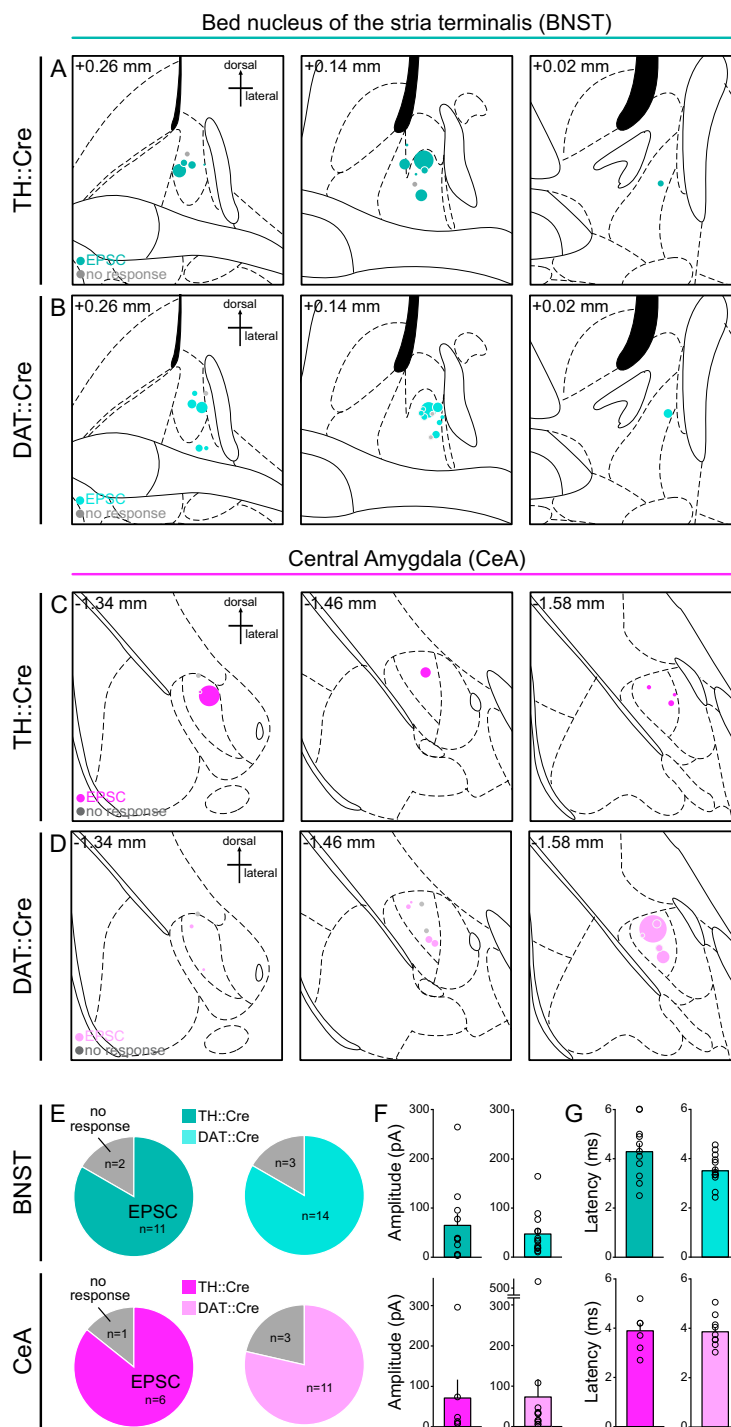 Bed nucleus of the stria terminalis (BNST)
TH::Cre
A
+0.26 mm
dorsal
lateral
EPSC
no response
+0.14 mm
+0.02 mm
DAT::Cre
B
+0.26 mm
dorsal
lateral
EPSC
no response
+0.14 mm
+0.02 mm
Central Amygdala (CeA)
TH::Cre
C
-1.34 mm
dorsal
lateral
EPSC
no response
-1.46 mm
-1.58 mm
DAT::Cre
D
-1.34 mm
dorsal
lateral
EPSC
no response
-1.46 mm
-1.58 mm
BNST
E
no
response
n=2
EPSC
n=11
TH::Cre
DAT::Cre
n=3
n=14
F
Amplitude (pA)
300
200
100
0
300
200
100
0
G
Latency (ms)
6
4
2
0
6
4
2
0
CeA
no
response
n=1
EPSC
n=6
TH::Cre
DAT::Cre
n=3
n=11
Amplitude (pA)
300
200
100
0
500
300
200
100
0
Latency (ms)
6
4
2
0
6
4
2
0